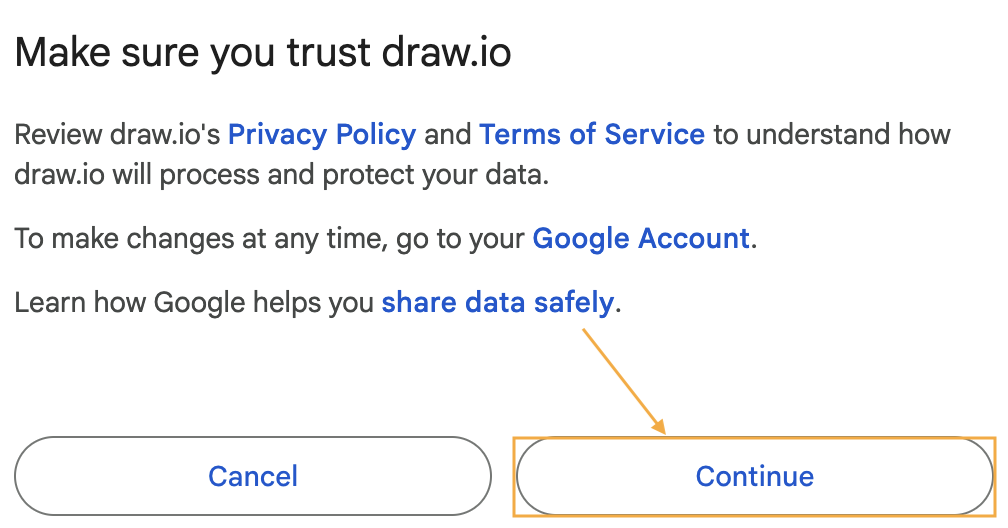 Make sure you trust draw.io
Review draw.io's Privacy Policy and Terms of Service to understand how
draw.io will process and protect your data.
To make changes at any time, go to your Google Account.
Learn how Google helps you share data safely.
Cancel
Continue